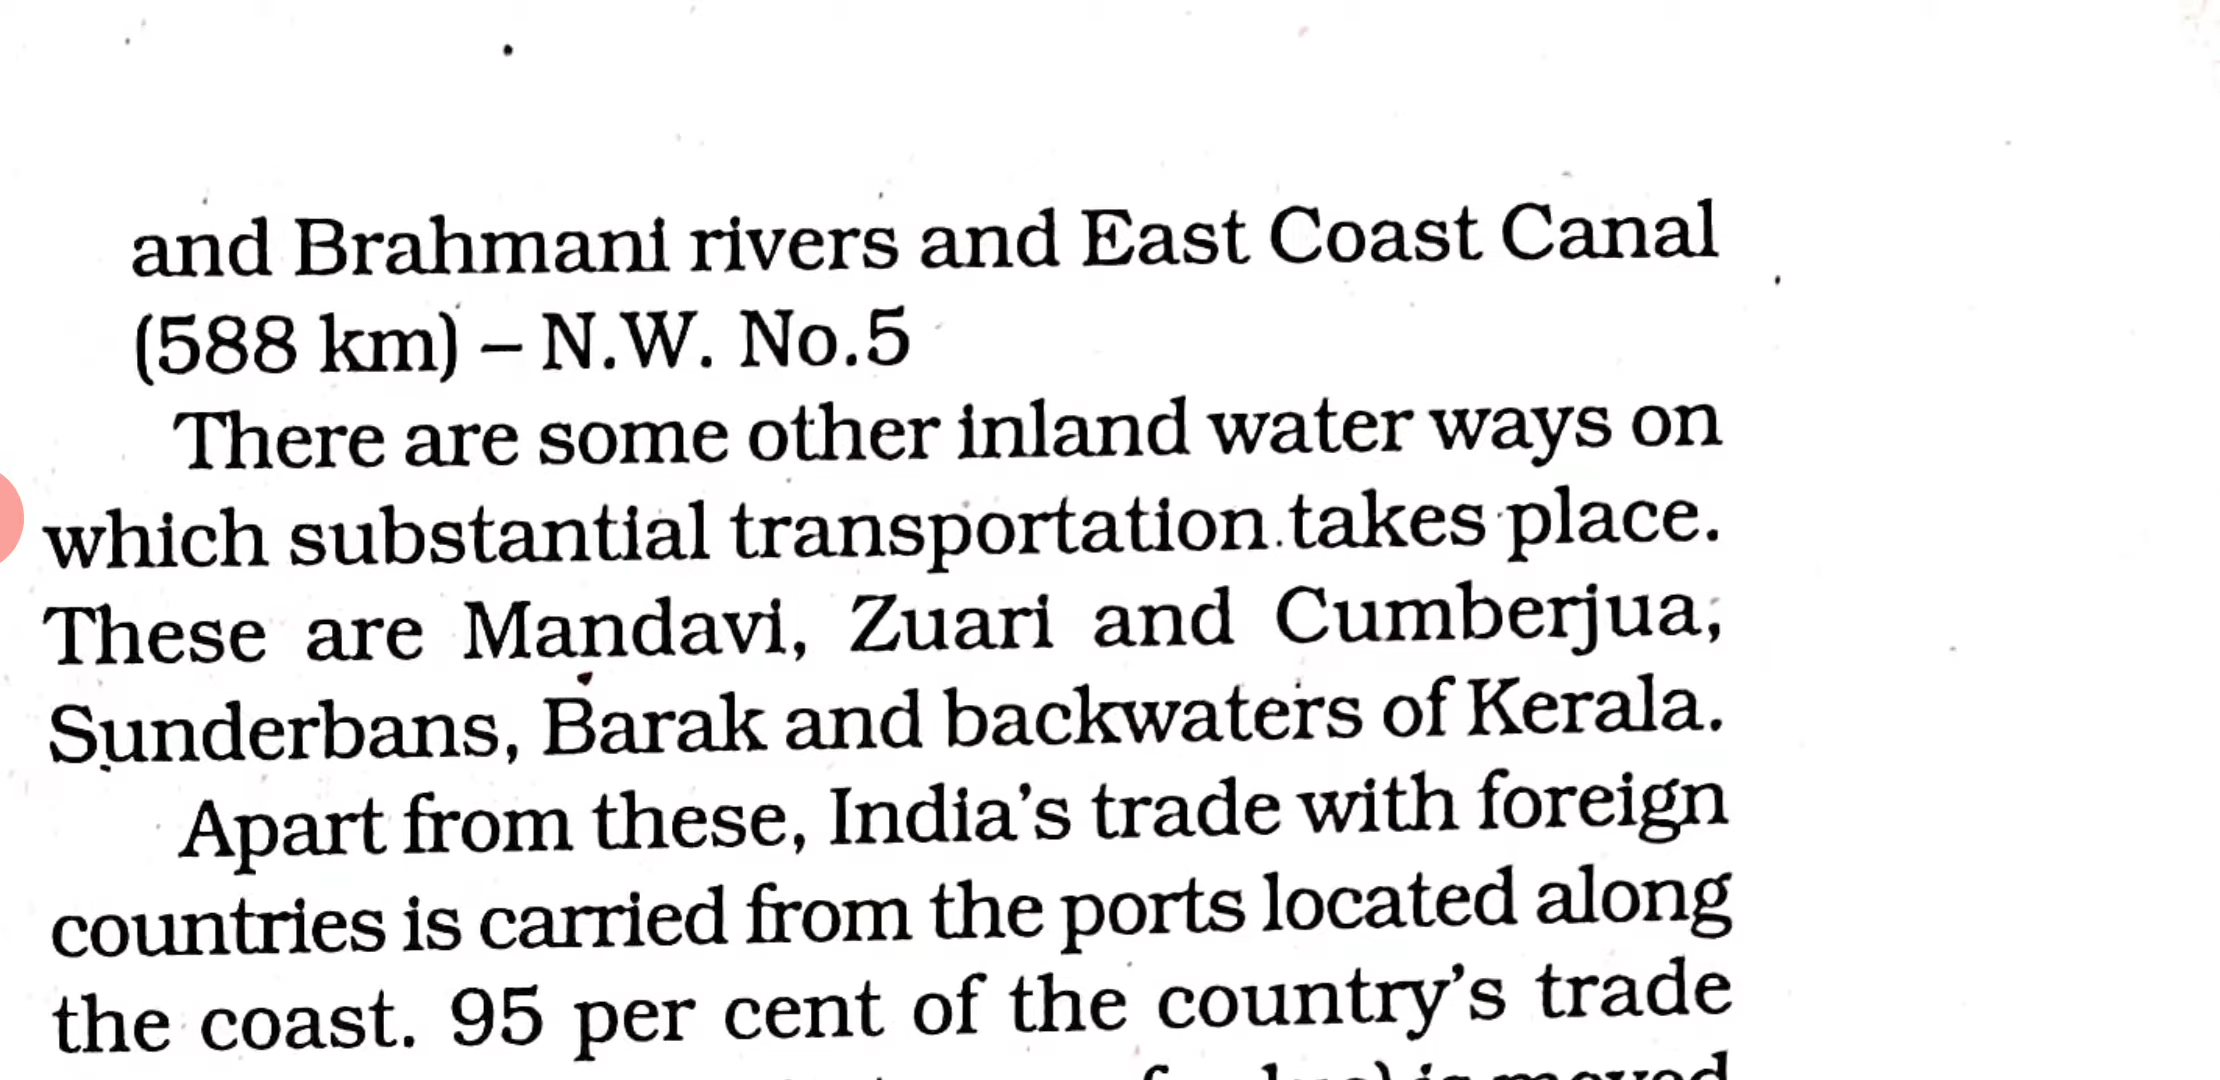 and Brahmani rivers and East Coast Canal
(588 km) – N.W. No.5
There are some other inland water ways on
which substantial transportation takes place.
These are Mandavi, Zuari and Cumberjua,
Sunderbans, Barak and backwaters of Kerala.
Apart from these, India's trade with foreign
countries is carried from the ports located along
the coast. 95 per cent of the country's trade
is moved